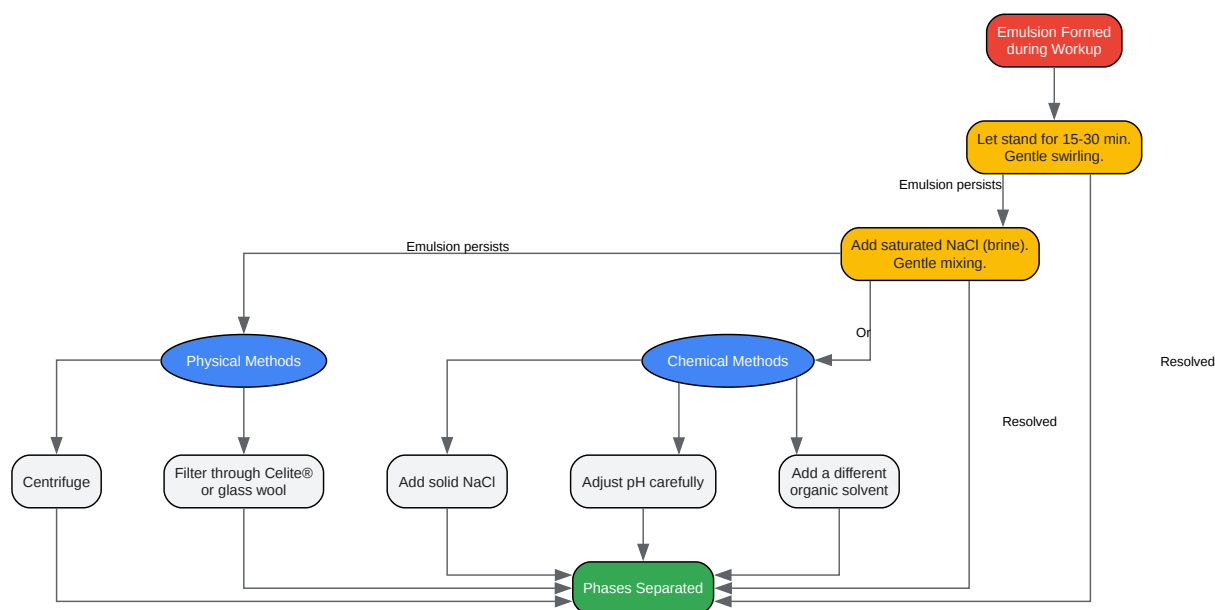 Emulsion Formed
during Workup
Let stand for 15-30 min.
Gentle swirling.
Emulsion persists
Add saturated NaCl (brine).
Gentle mixing.
Emulsion persists
Or
Physical Methods
Chemical Methods
Resolved
Resolved
Centrifuge
Filter through Celite®
or glass wool
Add solid NaCl
Adjust pH carefully
Add a different
organic solvent
Phases Separated